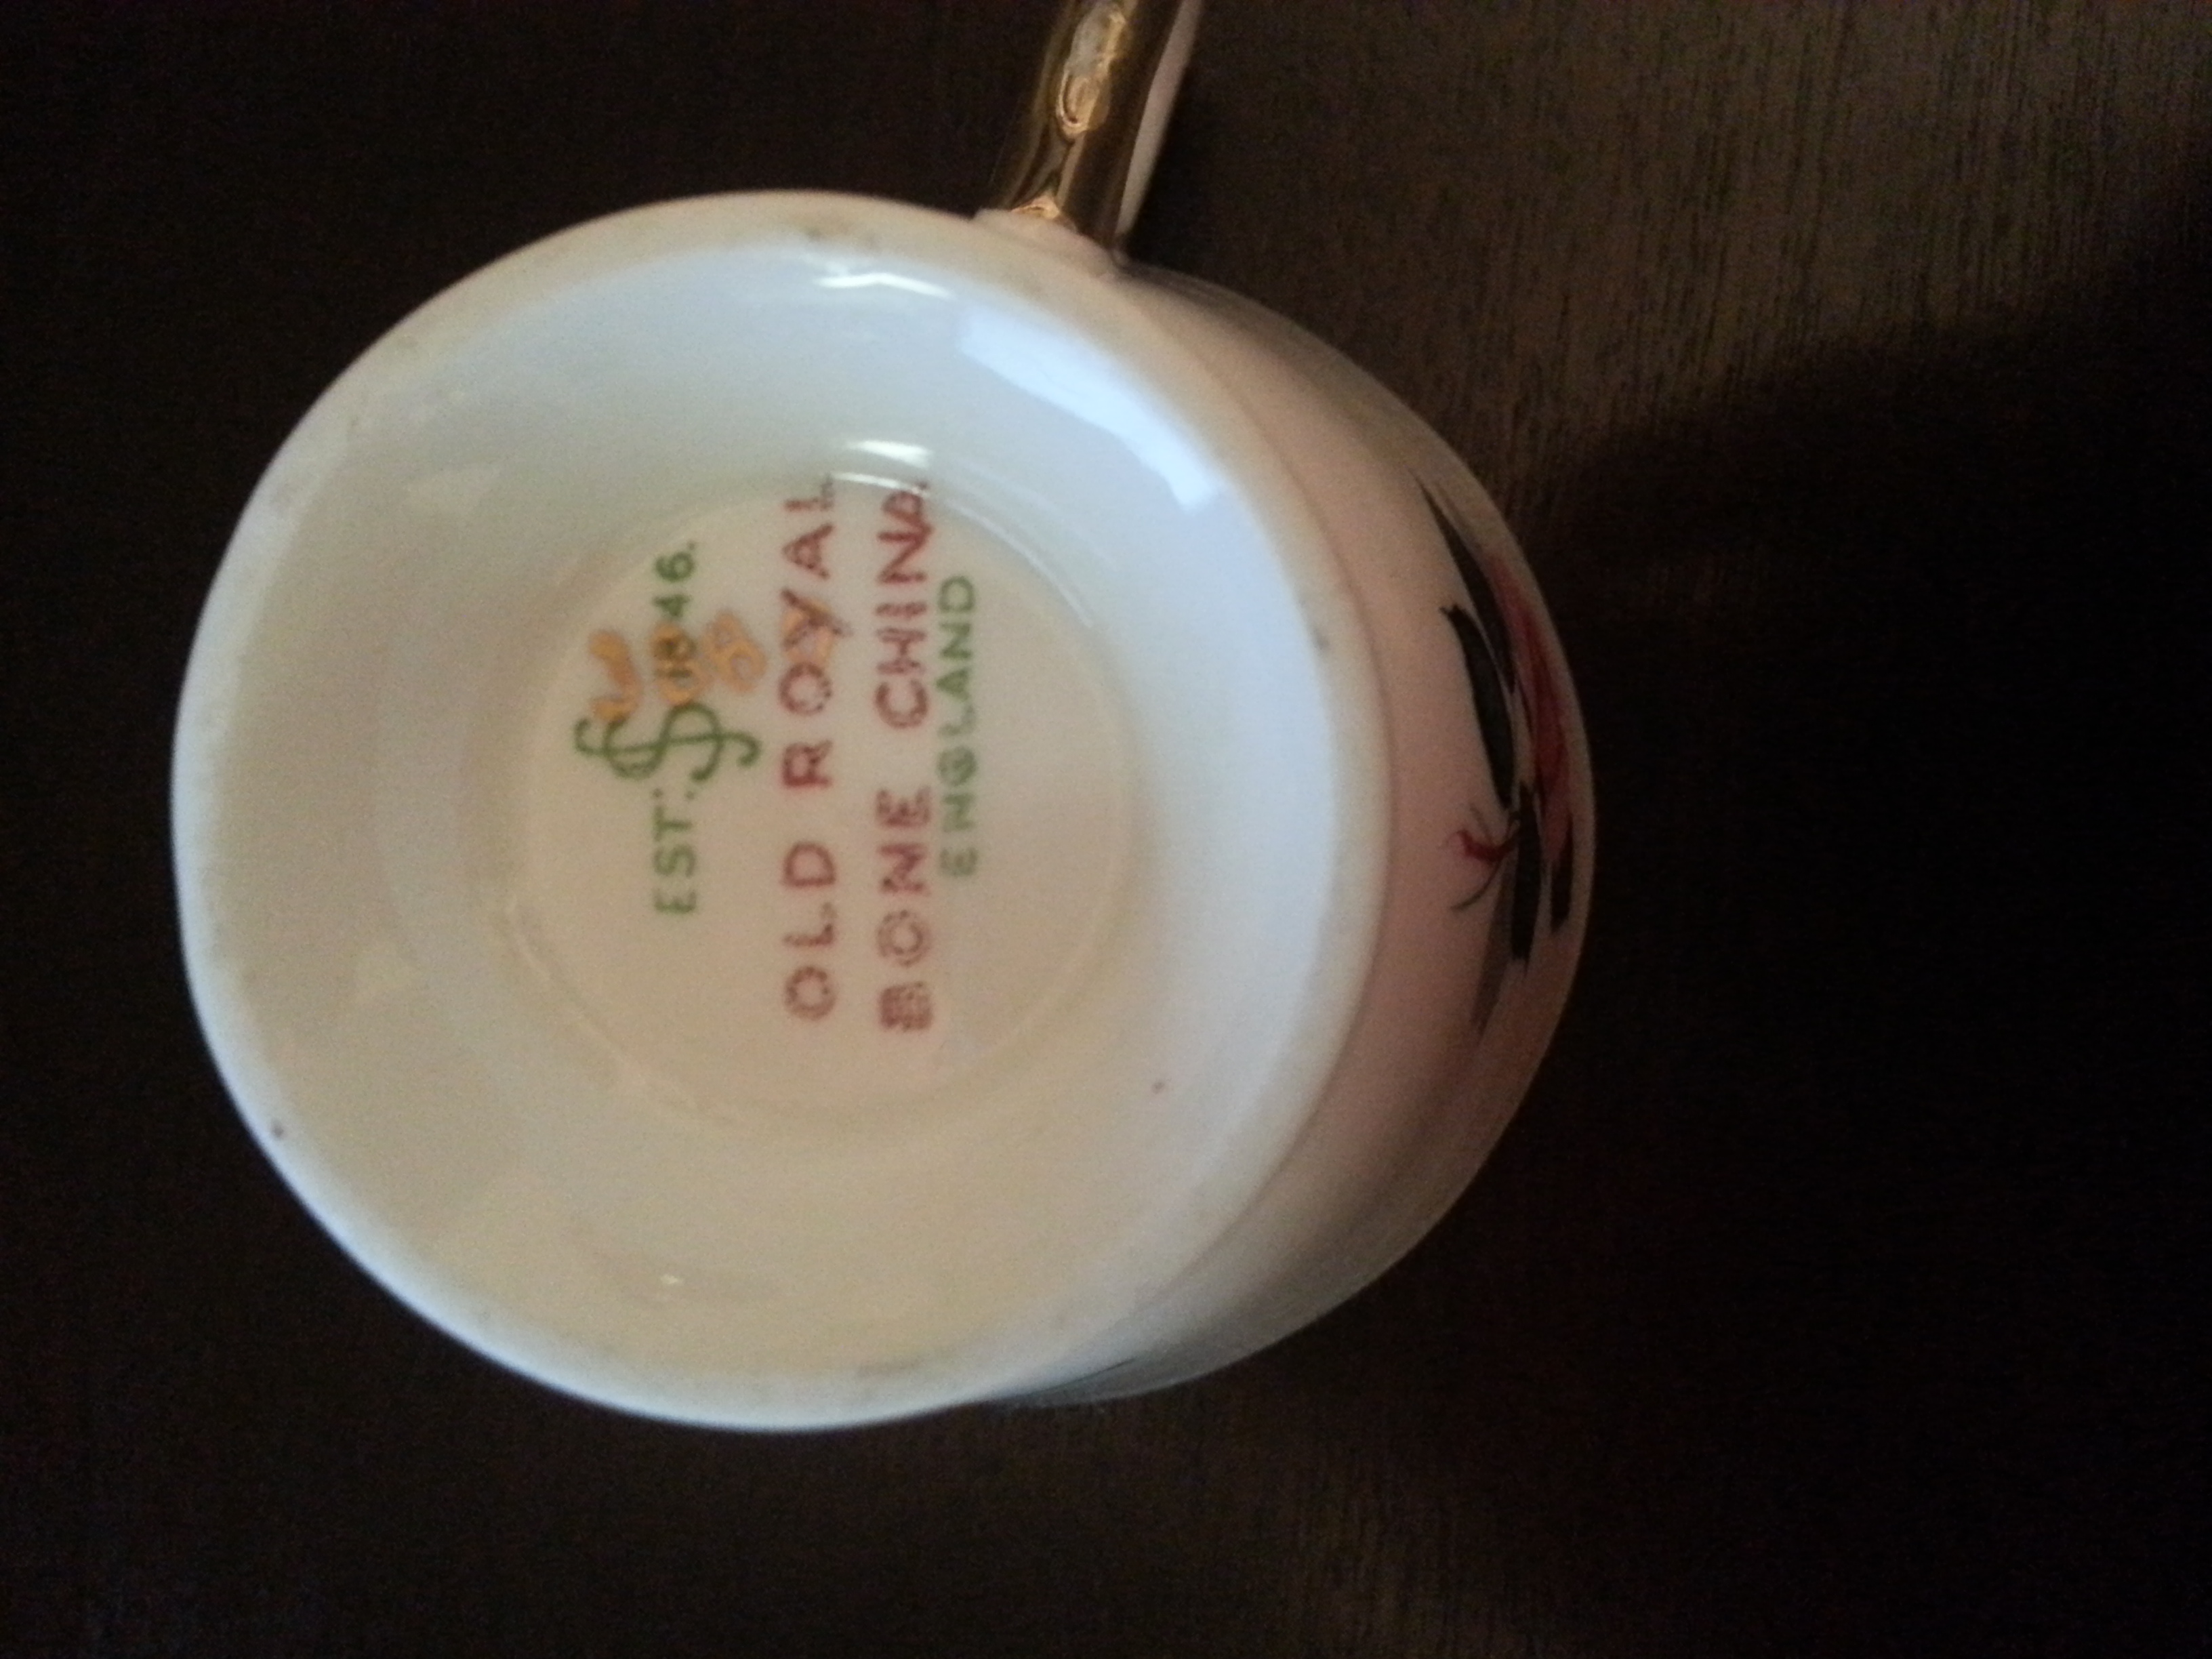 EST. 1846.
OLD ROYAL
BONE CHINA.
ENGLAND